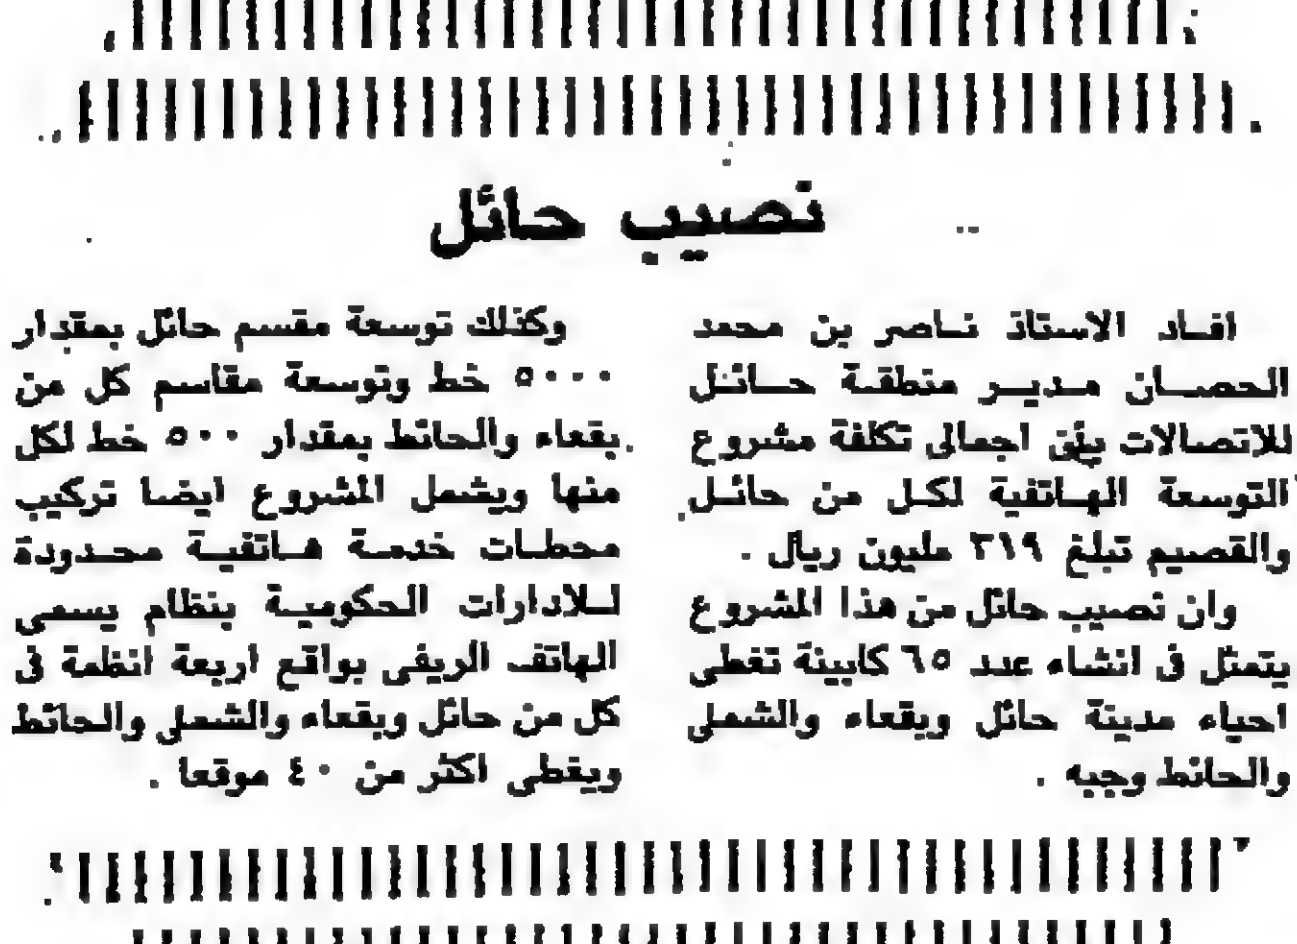 نصيب حائل
افاد الاستاذ ناصر بن محمد
الحصان مدير منطقة حائل
للاتصالات بأن اجمالى تكلفة مشروع
التوسعة الهاتفية لكل من حائل
والقصيم تبلغ ٣١٩ مليون ريال .
وان نصيب حائل من هذا المشروع
يتمثل فى انشاء عدد ٦٥ كابينة تغطى
احياء مدينة حائل وبقعاء والشملى
والحائط وجبه .
وكذلك توسعة مقسم حائل بمقدار
٥٠٠٠ خط وتوسعة مقاسم كل من
بقعاء والحائط بمقدار ٥٠٠ خط لكل
منها ويشمل المشروع ايضا تركيب
محطات خدمة هاتفية محدودة
للادارات الحكومية بنظام يسمى
الهاتف الريفى بواقع اربعة انظمة فى
كل من حائل وبقعاء والشملى والحائط
ويقطى اكثر من ٤٠ موقعا .